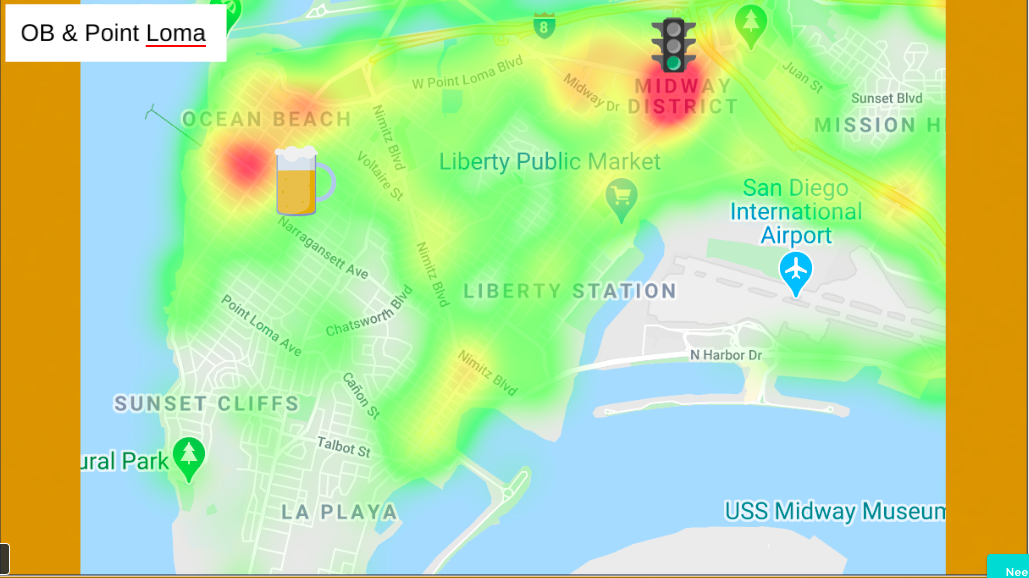 OB & Point Loma
8
W Point Loma Blvd
Midway Dr
MIDWAY
DISTRICT
Juan St
Sunset Blvd
MISSION HI
OCEAN BEACH
Nimitz Blvd
Voltaire St
Liberty Public Market
San Diego
International
Airport
Narragansett Ave
Nimitz Blvd
LIBERTY STATION
Point Loma Ave
Chatsworth Blvd
N Harbor Dr
Nimitz Blvd
Cañon St
SUNSET CLIFFS
Talbot St
ural Park
LA PLAYA
USS Midway Museum
Nee